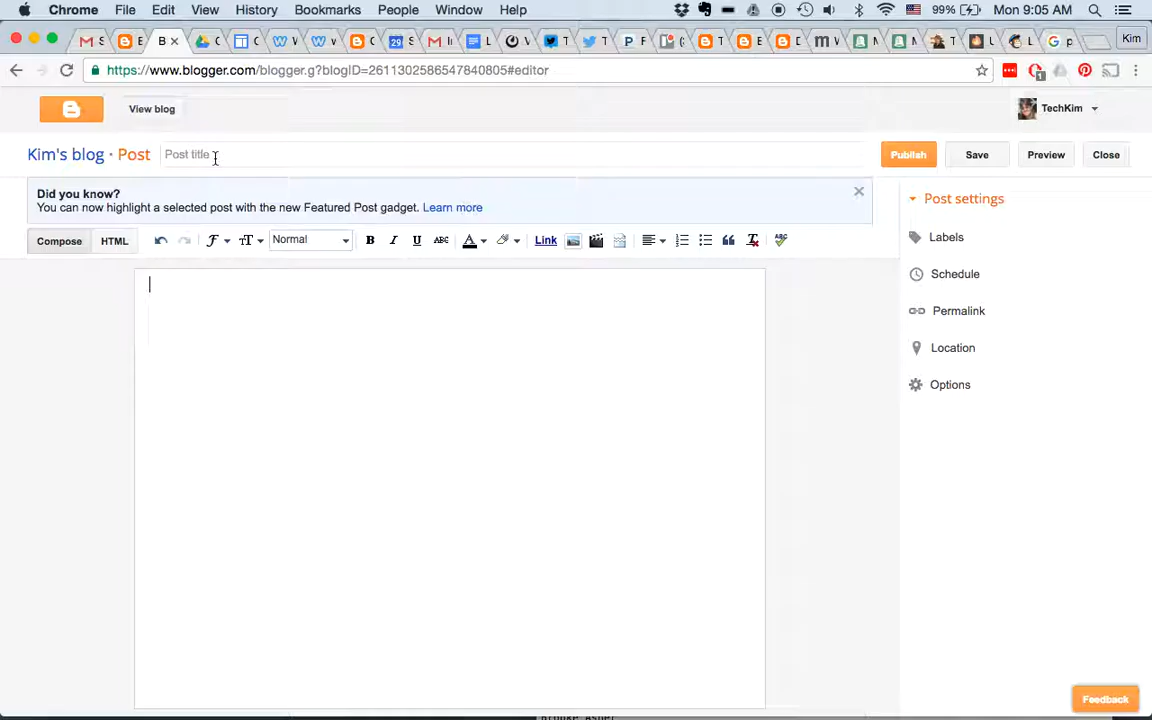 Chrome File Edit View History Bookmarks People Window Help 99% Mon 9:05 AM
Kim
https://www.blogger.com/blogger.g?blogID=2611302586547840805#editor
View blog TechKim
Kim's blog · Post Post title Publish Save Preview Close
Did you know?
You can now highlight a selected post with the new Featured Post gadget. Learn more
Post settings
Compose HTML Normal B I U ABC A Link
Labels
Schedule
Permalink
Location
Options
Feedback